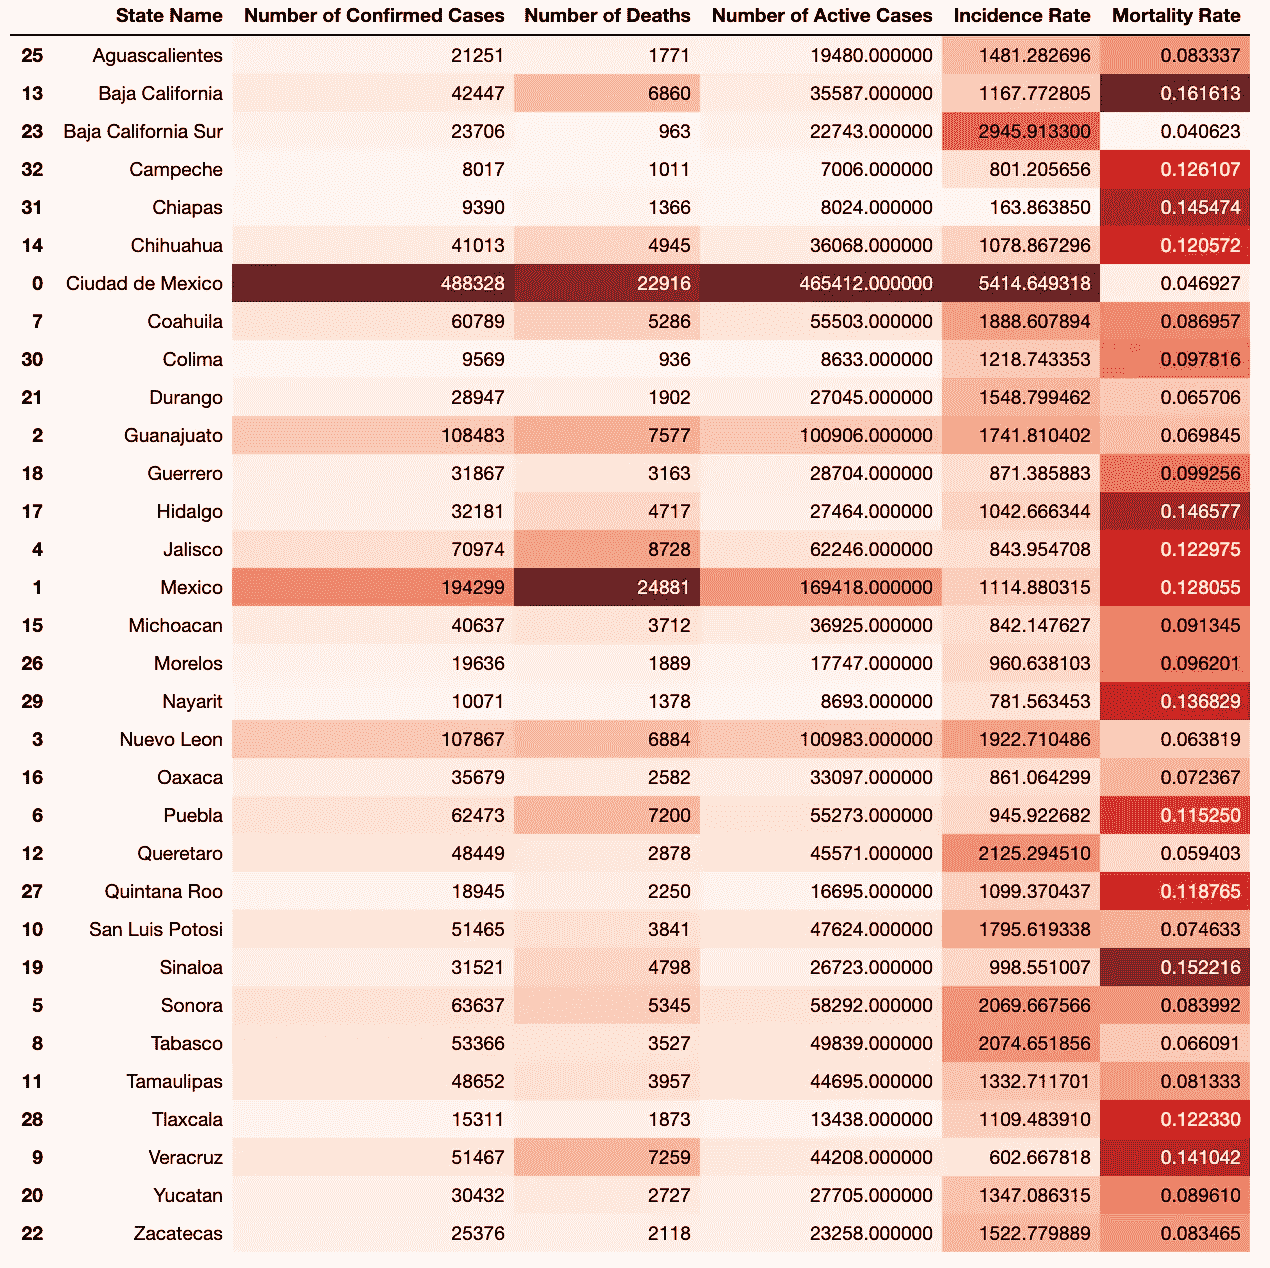 State Name Number of Confirmed Cases Number of Deaths Number of Active Cases Incidence Rate Mortality Rate
25 Aguascalientes 21251 1771 19480.000000 1481.282696 0.083337
13 Baja California 42447 6860 35587.000000 1167.772805 0.161613
23 Baja California Sur 23706 963 22743.000000 2945.913300 0.040623
32 Campeche 8017 1011 7006.000000 801.205656 0.126107
31 Chiapas 9390 1366 8024.000000 163.863850 0.145474
14 Chihuahua 41013 4945 36068.000000 1078.867296 0.120572
0 Ciudad de Mexico 488328 22916 465412.000000 5414.649318 0.046927
7 Coahuila 60789 5286 55503.000000 1888.607894 0.086957
30 Colima 9569 936 8633.000000 1218.743353 0.097816
21 Durango 28947 1902 27045.000000 1548.799462 0.065706
2 Guanajuato 108483 7577 100906.000000 1741.810402 0.069845
18 Guerrero 31867 3163 28704.000000 871.385883 0.099256
17 Hidalgo 32181 4717 27464.000000 1042.666344 0.146577
4 Jalisco 70974 8728 62246.000000 843.954708 0.122975
1 Mexico 194299 24881 169418.000000 1114.880315 0.128055
15 Michoacan 40637 3712 36925.000000 842.147627 0.091345
26 Morelos 19636 1889 17747.000000 960.638103 0.096201
29 Nayarit 10071 1378 8693.000000 781.563453 0.136829
3 Nuevo Leon 107867 6884 100983.000000 1922.710486 0.063819
16 Oaxaca 35679 2582 33097.000000 861.064299 0.072367
6 Puebla 62473 7200 55273.000000 945.922682 0.115250
12 Queretaro 48449 2878 45571.000000 2125.294510 0.059403
27 Quintana Roo 18945 2250 16695.000000 1099.370437 0.118765
10 San Luis Potosi 51465 3841 47624.000000 1795.619338 0.074633
19 Sinaloa 31521 4798 26723.000000 998.551007 0.152216
5 Sonora 63637 5345 58292.000000 2069.667566 0.083992
8 Tabasco 53366 3527 49839.000000 2074.651856 0.066091
11 Tamaulipas 48652 3957 44695.000000 1332.711701 0.081333
28 Tlaxcala 15311 1873 13438.000000 1109.483910 0.122330
9 Veracruz 51467 7259 44208.000000 602.667818 0.141042
20 Yucatan 30432 2727 27705.000000 1347.086315 0.089610
22 Zacatecas 25376 2118 23258.000000 1522.779889 0.083465